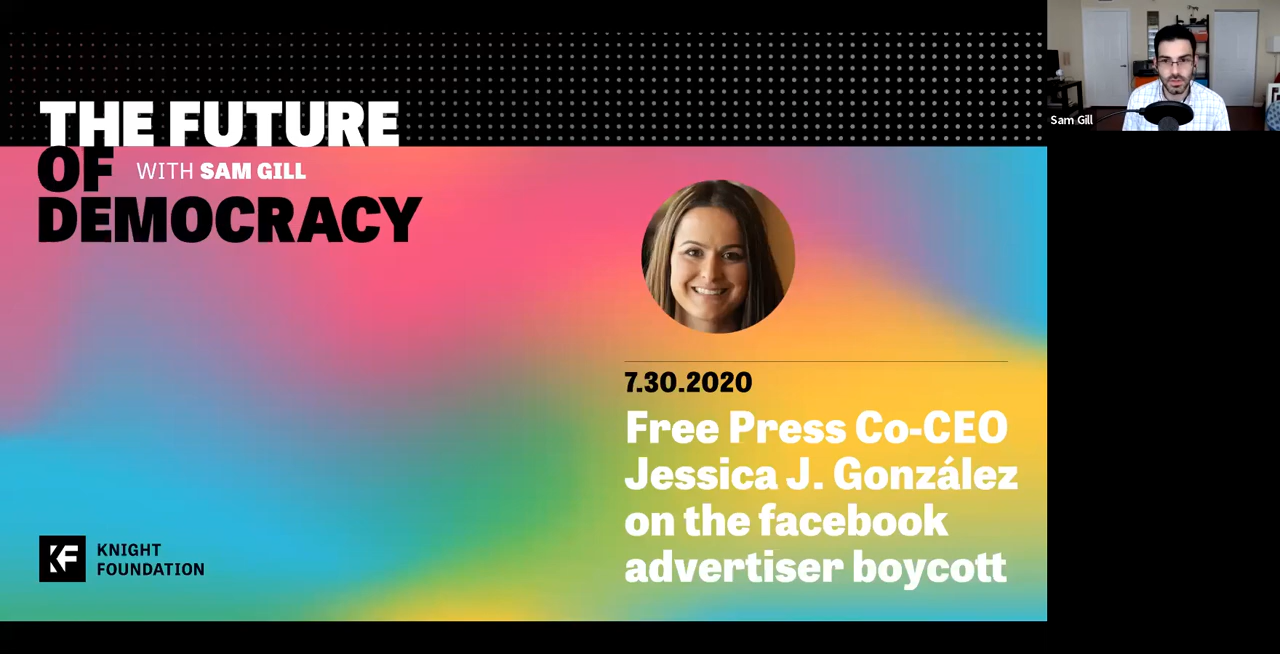 THE FUTURE
OF WITH SAM GILL
DEMOCRACY
7.30.2020
Free Press Co-CEO
Jessica J. González
on the facebook
advertiser boycott
KF KNIGHT
FOUNDATION
Sam Gill